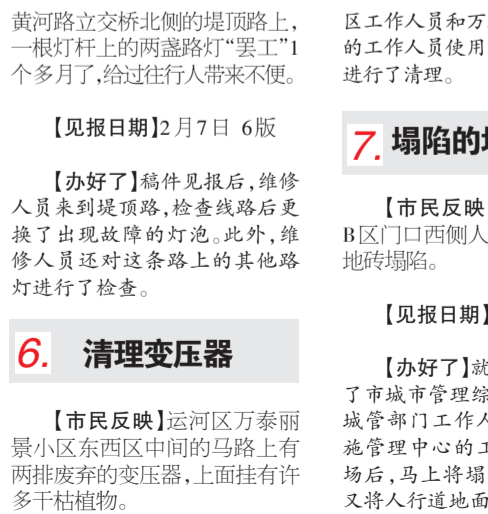 黄河路立交桥北侧的堤顶路上，
一根灯杆上的两盏路灯“罢工”1
个多月了，给过往行人带来不便。
【见报日期】2月7日 6版
【办好了】稿件见报后，维修
人员来到堤顶路，检查线路后更
换了出现故障的灯泡。此外，维
修人员还对这条路上的其他路
灯进行了检查。
6. 清理变压器
【市民反映】运河区万泰丽
景小区东西区中间的马路上有
两排废弃的变压器，上面挂有许
多干枯植物。
区工作人员和万
的工作人员使用
进行了清理。
7. 塌陷的
【市民反映
B区门口西侧人
地砖塌陷。
【见报日期】
【办好了】就
了市城市管理综
城管部门工作人
施管理中心的工
场后，马上将塌
又将人行道地面